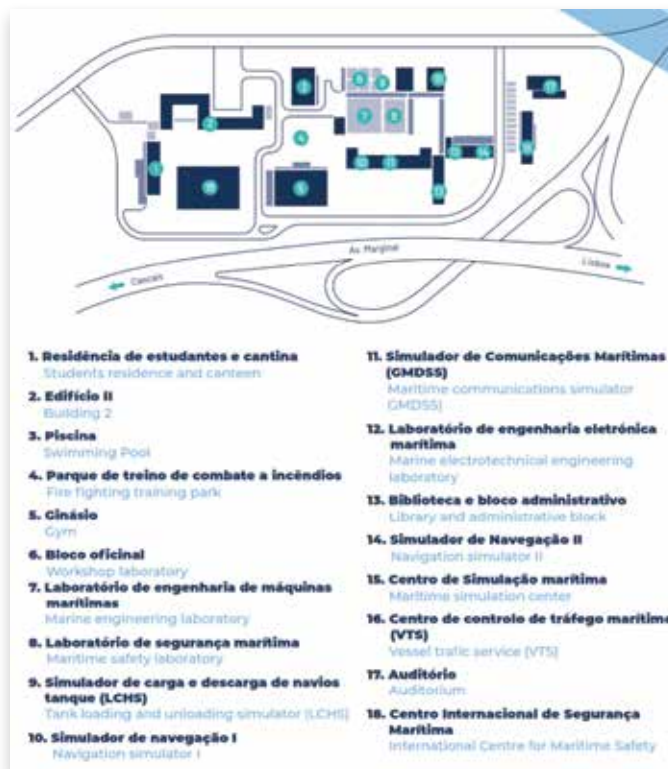 Av. Marginal
Cascais
Lisboa
1. Residência de estudantes e cantina
Students residence and canteen
2. Edifício II
Building 2
3. Piscina
Swimming Pool
4. Parque de treino de combate a incêndios
Fire fighting training park
5. Ginásio
Gym
6. Bloco oficinal
Workshop laboratory
7. Laboratório de engenharia de máquinas
marítimas
Marine engineering laboratory
8. Laboratório de segurança marítima
Maritime safety laboratory
9. Simulador de carga e descarga de navios
tanque (LCHS)
Tank loading and unloading simulator (LCHS)
10. Simulador de navegação I
Navigation simulator I
11. Simulador de Comunicações Marítimas
(GMDSS)
Maritime communications simulator
GMDSS)
12. Laboratório de engenharia eletrónica
marítima
Marine electrotechnical engineering
laboratory
13. Biblioteca e bloco administrativo
Library and administrative block
14. Simulador de Navegação II
Navigation simulator II
15. Centro de Simulação marítima
Maritime simulation center
16. Centro de controlo de tráfego marítimo
(VTS)
Vessel trafic service (VTS)
17. Auditório
Auditorium
18. Centro Internacional de Segurança
Marítima
International Centre for Maritime Safety